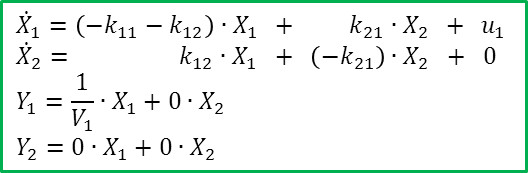 Ẋ₁ = (−k₁₁ − k₁₂) · X₁ + k₂₁ · X₂ + u₁
Ẋ₂ = k₁₂ · X₁ + (−k₂₁) · X₂ + 0
Y₁ = 1/V₁ · X₁ + 0 · X₂
Y₂ = 0 · X₁ + 0 · X₂